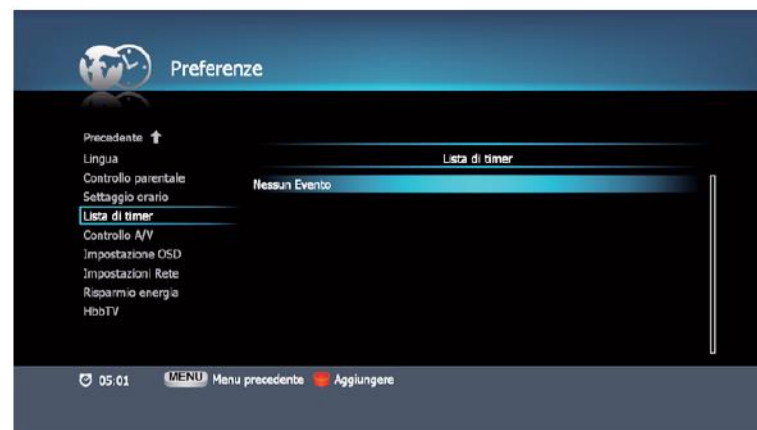 Preferenze
Precedente
Lingua
Controllo parentale
Settaggio orario
Lista di timer
Controllo A/V
Impostazione OSD
Impostazioni Rete
Risparmio energia
HbbTV
Lista di timer
Nessun Evento
05:01 MENU Menu precedente Aggiungere